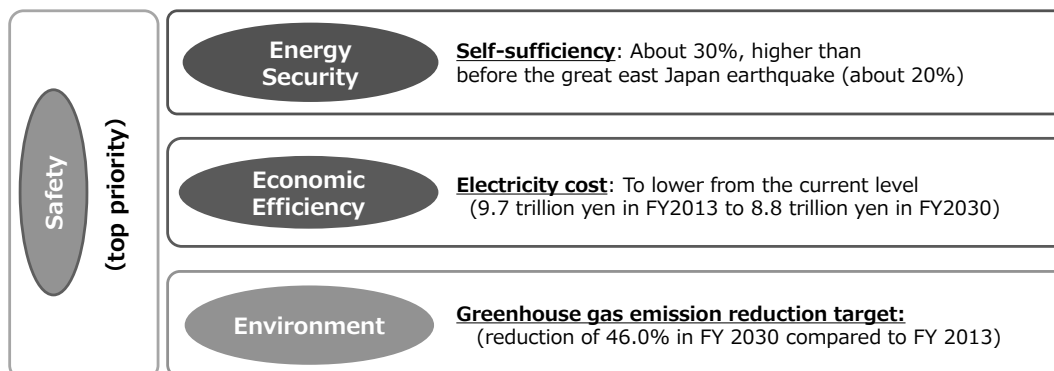 Safety
(top priority)
Energy
Security
Self-sufficiency: About 30%, higher than
before the great east Japan earthquake (about 20%)
Economic
Efficiency
Electricity cost: To lower from the current level
(9.7 trillion yen in FY2013 to 8.8 trillion yen in FY2030)
Environment
Greenhouse gas emission reduction target:
(reduction of 46.0% in FY 2030 compared to FY 2013)